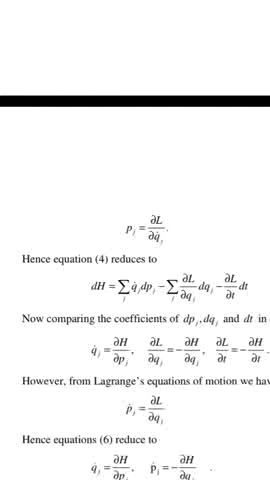 p_j = ∂L/∂q̇_j.
Hence equation (4) reduces to
dH = ∑_j q̇_j dp_j − ∑_j ∂L/∂q_j dq_j − ∂L/∂t dt
Now comparing the coefficients of dp_j, dq_j and dt in
q̇_j = ∂H/∂p_j, ∂L/∂q_j = −∂H/∂q_j, ∂L/∂t = −∂H/∂t.
However, from Lagrange's equations of motion we hav
ṗ_j = ∂L/∂q_j
Hence equations (6) reduce to
q̇_j = ∂H/∂p_j, ṗ_j = −∂H/∂q_j.